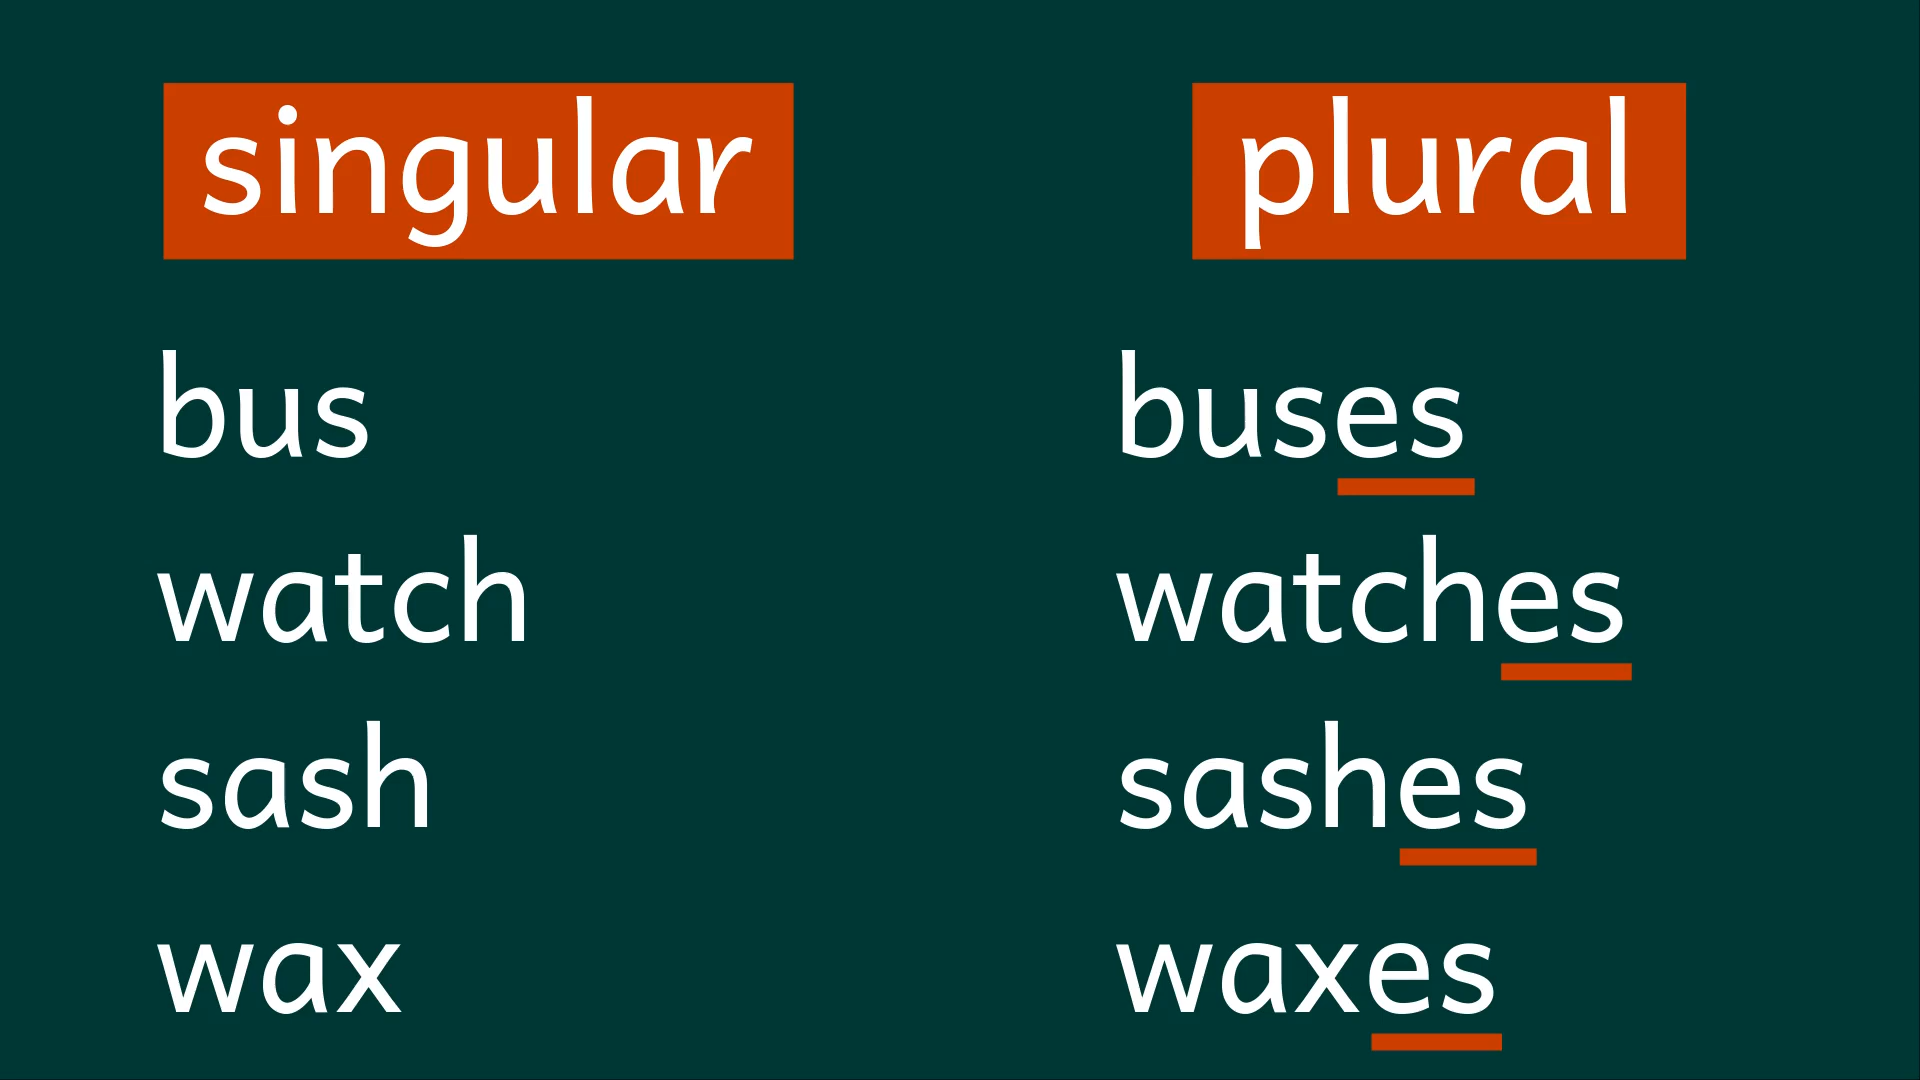 singular plural
bus buses
watch watches
sash sashes
wax waxes